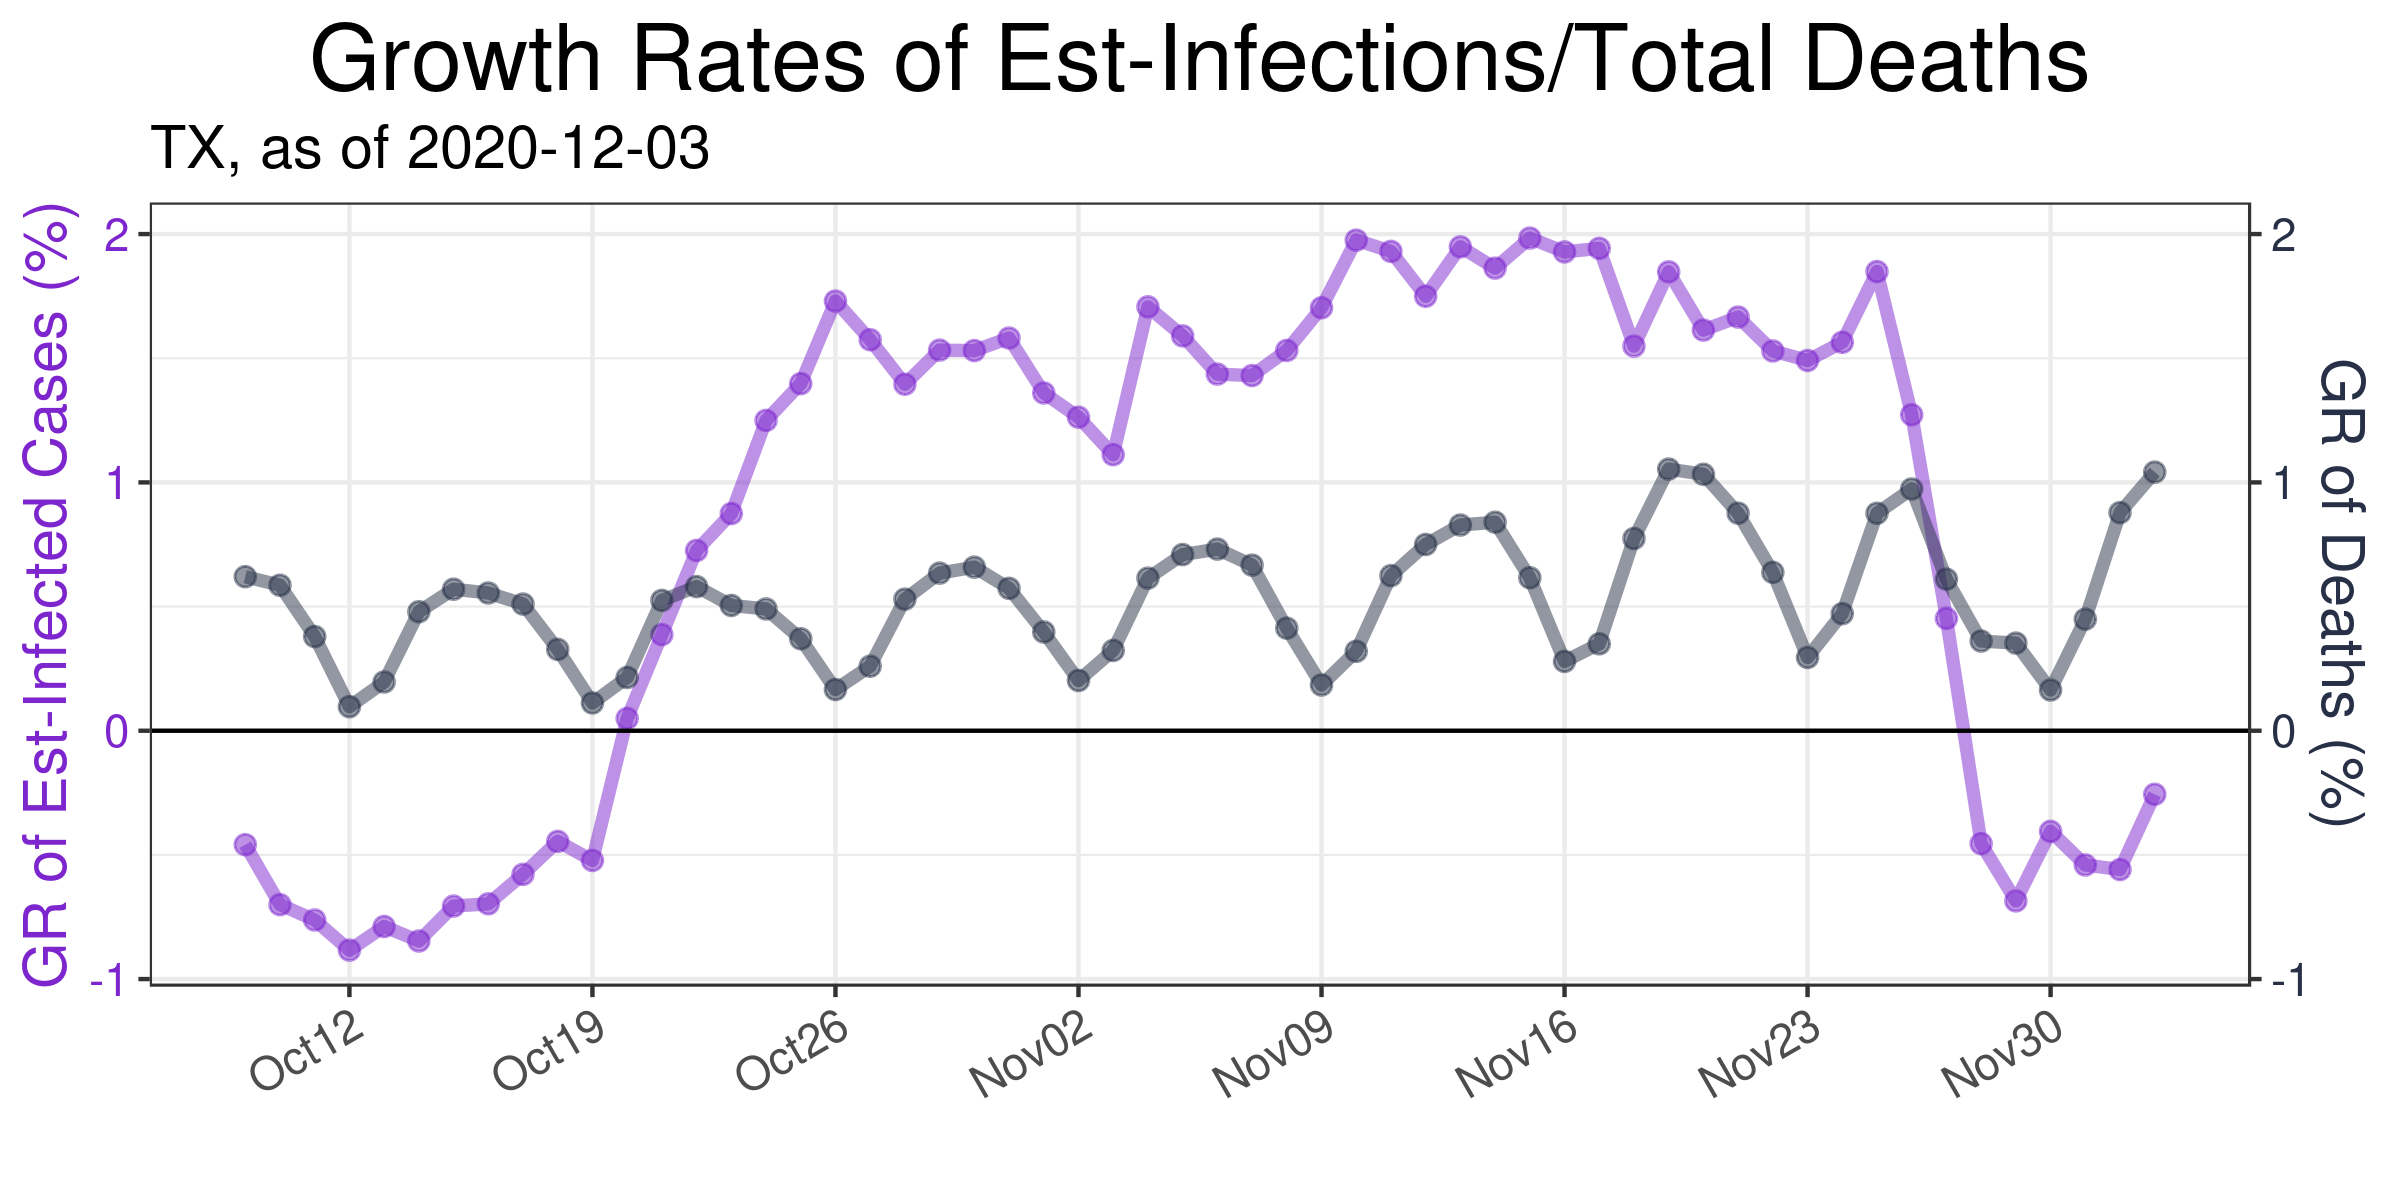 Growth Rates of Est-Infections/Total Deaths
TX, as of 2020-12-03
GR of Est-Infected Cases (%)
2
1
0
-1
2
1
0
-1
GR of Deaths (%)
Oct12
Oct19
Oct26
Nov02
Nov09
Nov16
Nov23
Nov30